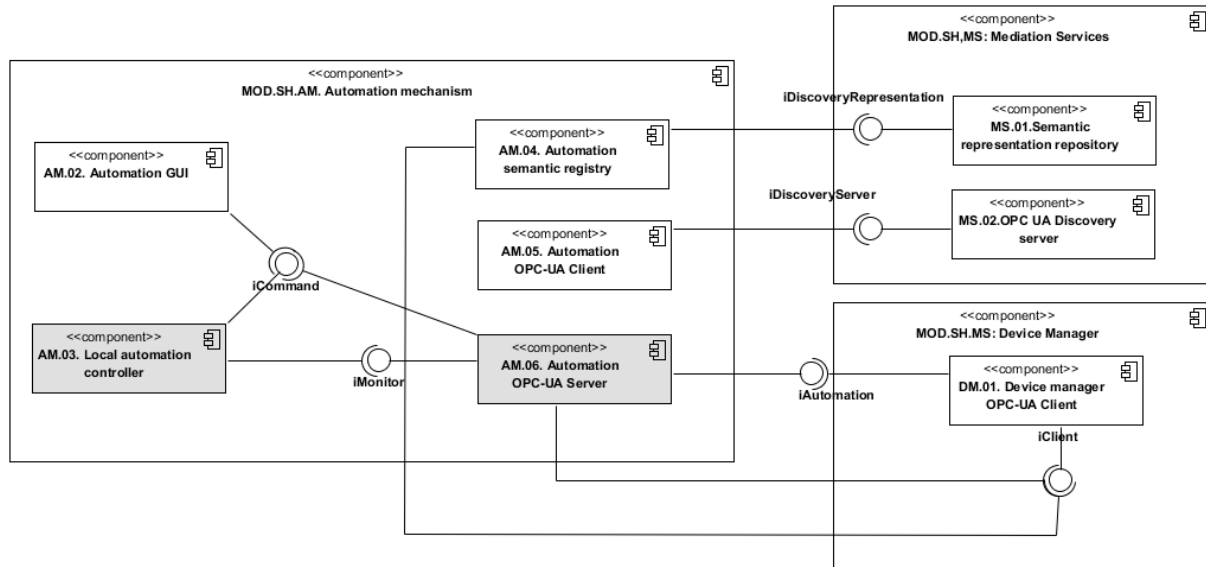 <<component>>
MOD.SH,MS: Mediation Services
<<component>>
MOD.SH.AM. Automation mechanism
iDiscoveryRepresentation
<<component>>
MS.01.Semantic
representation repository
<<component>>
AM.04. Automation
semantic registry
<<component>>
AM.02. Automation GUI
iDiscoveryServer
<<component>>
MS.02.OPC UA Discovery
server
<<component>>
AM.05. Automation
OPC-UA Client
iCommand
<<component>>
MOD.SH.MS: Device Manager
<<component>>
AM.03. Local automation
controller
iMonitor
<<component>>
AM.06. Automation
OPC-UA Server
iAutomation
<<component>>
DM.01. Device manager
OPC-UA Client
iClient